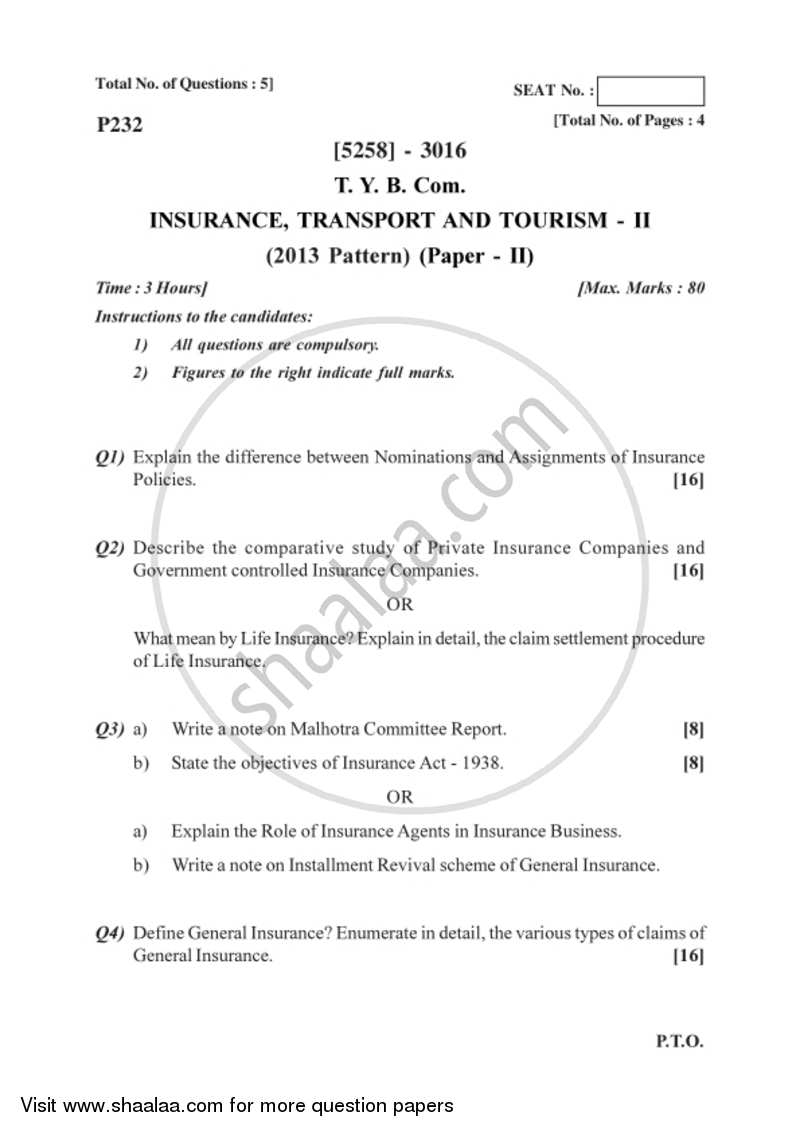 Total No. of Questions : 5]
SEAT No. :
P232
[Total No. of Pages : 4
[5258] - 3016
T. Y. B. Com.
INSURANCE, TRANSPORT AND TOURISM - II
(2013 Pattern) (Paper - II)
Time : 3 Hours]
[Max. Marks : 80
Instructions to the candidates:
1) All questions are compulsory.
2) Figures to the right indicate full marks.
Q1) Explain the difference between Nominations and Assignments of Insurance
Policies. [16]
Q2) Describe the comparative study of Private Insurance Companies and
Government controlled Insurance Companies. [16]
OR
What mean by Life Insurance? Explain in detail, the claim settlement procedure
of Life Insurance.
Q3) a) Write a note on Malhotra Committee Report. [8]
b) State the objectives of Insurance Act - 1938. [8]
OR
a) Explain the Role of Insurance Agents in Insurance Business.
b) Write a note on Installment Revival scheme of General Insurance.
Q4) Define General Insurance? Enumerate in detail, the various types of claims of
General Insurance. [16]
P.T.O.
shaalaa.com
Visit www.shaalaa.com for more question papers